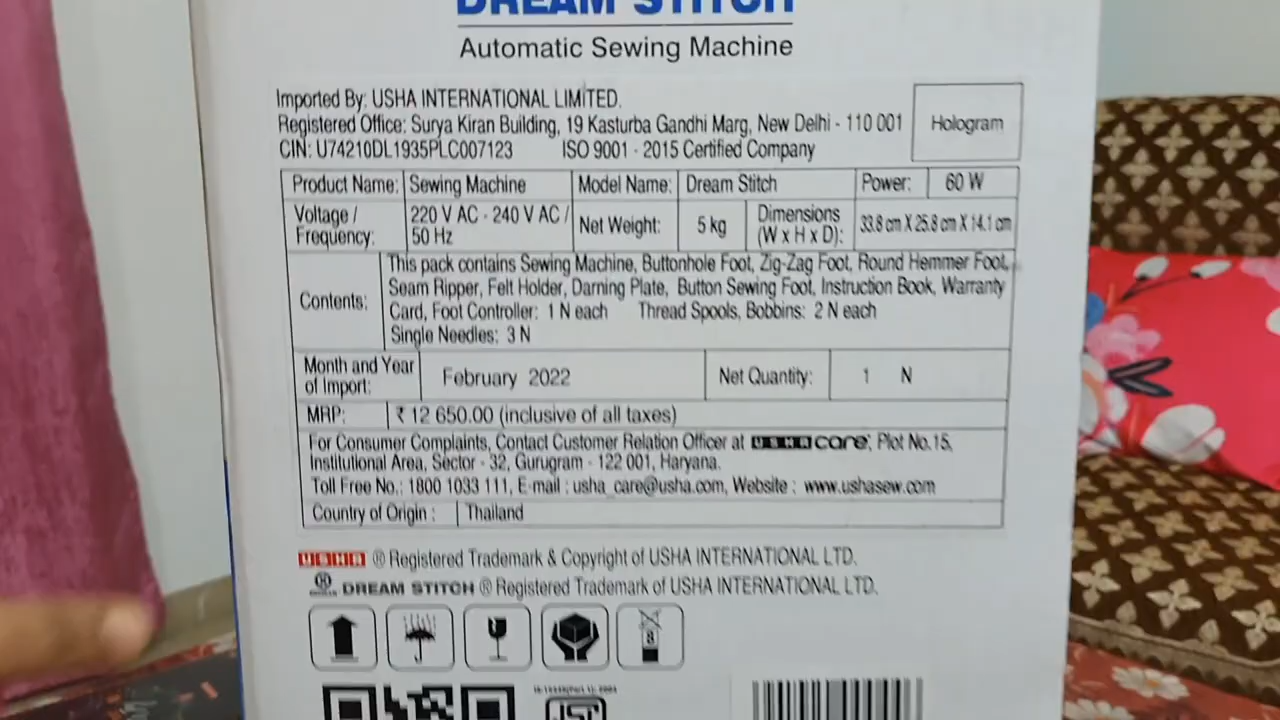 DREAM STITCH
Automatic Sewing Machine
Imported By: USHA INTERNATIONAL LIMITED.
Registered Office: Surya Kiran Building, 19 Kasturba Gandhi Marg, New Delhi - 110 001
CIN: U74210DL1935PLC007123 ISO 9001 - 2015 Certified Company
Hologram
Product Name: Sewing Machine Model Name: Dream Stitch Power: 60 W
Voltage / Frequency: 220 V AC - 240 V AC / 50 Hz Net Weight: 5 kg Dimensions (W x H x D): 33.8 cm X 25.8 cm X 14.1 cm
Contents: This pack contains Sewing Machine, Buttonhole Foot, Zig-Zag Foot, Round Hemmer Foot,
Seam Ripper, Felt Holder, Darning Plate, Button Sewing Foot, Instruction Book, Warranty
Card, Foot Controller: 1 N each Thread Spools, Bobbins: 2 N each
Single Needles: 3 N
Month and Year of Import: February 2022 Net Quantity: 1 N
MRP: ₹ 12 650.00 (inclusive of all taxes)
For Consumer Complaints, Contact Customer Relation Officer at USHA care, Plot No. 15,
Institutional Area, Sector - 32, Gurugram - 122 001, Haryana.
Toll Free No.: 1800 1033 111, E-mail : usha_care@usha.com, Website : www.ushasew.com
Country of Origin : Thailand
USHA ® Registered Trademark & Copyright of USHA INTERNATIONAL LTD.
DREAM STITCH ® Registered Trademark of USHA INTERNATIONAL LTD.
8